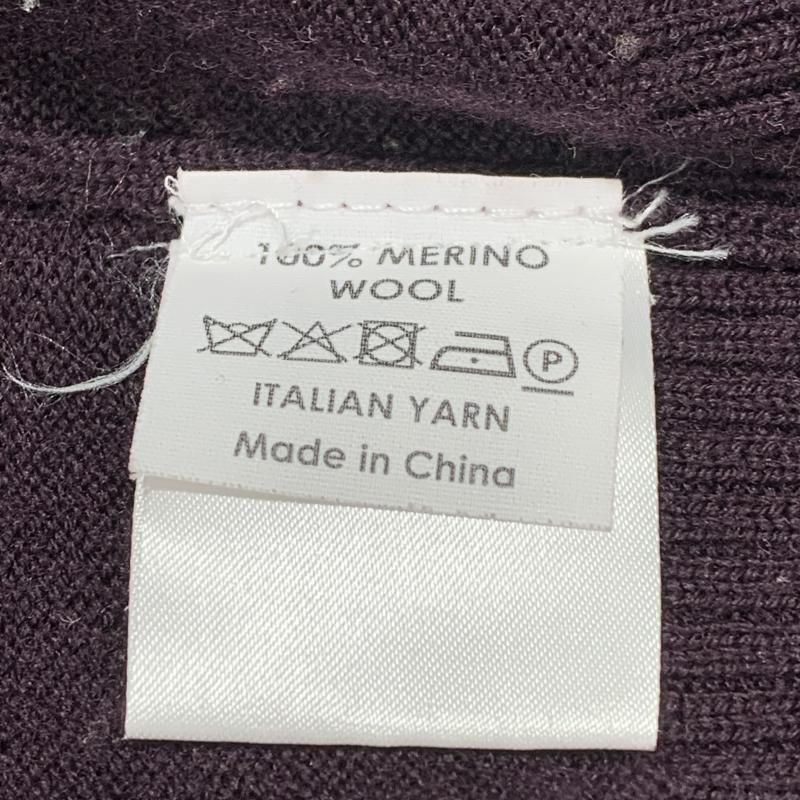 100% MERINO
WOOL
P
ITALIAN YARN
Made in China